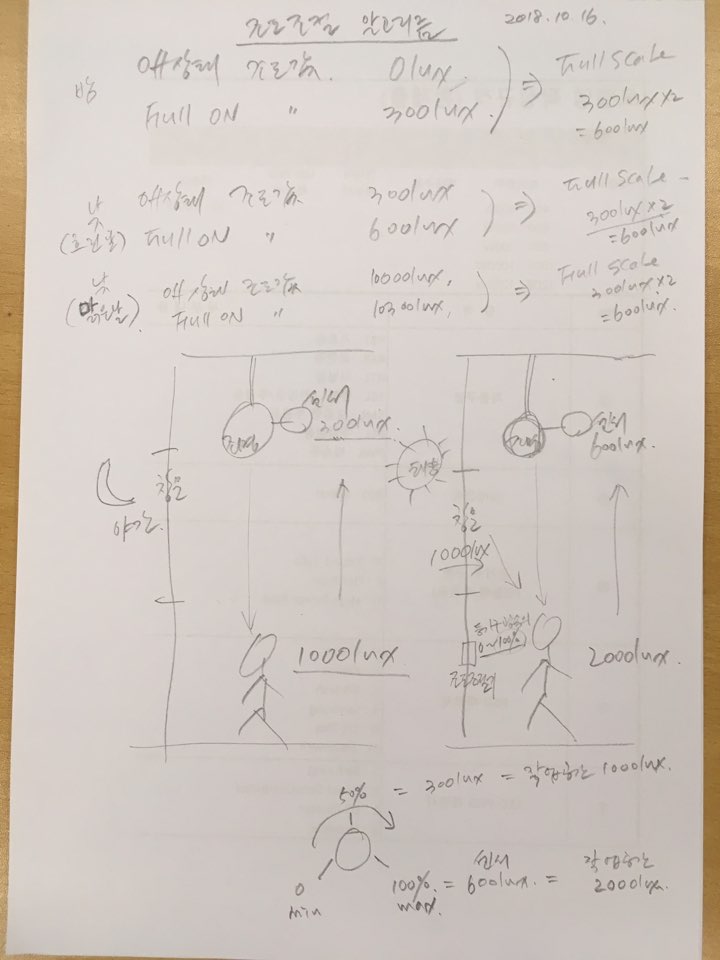 조도조절 알고리즘 2018.10.16.
밤
off상태 조도값 0lux
Full ON " 300lux.
⇒ Full Scale
300lux×2
=600lux
낮
(흐린날)
off상태 조도값 300lux
Full ON " 600lux
⇒ Full Scale
300lux×2
=600lux
낮
(맑은날)
off상태 조도값 10000lux,
Full ON " 10300lux,
⇒ Full Scale
300lux×2
=600lux.
조명
센서
300lux.
야간
창문
1000lux
태양
조명
센서
600lux.
창문
1000lux
0~100%
조도조절기
2000lux.
50% = 300lux = 작업하는 1000lux.
0
min
100%
max.
= 센서
600lux. = 작업하는
2000lux.